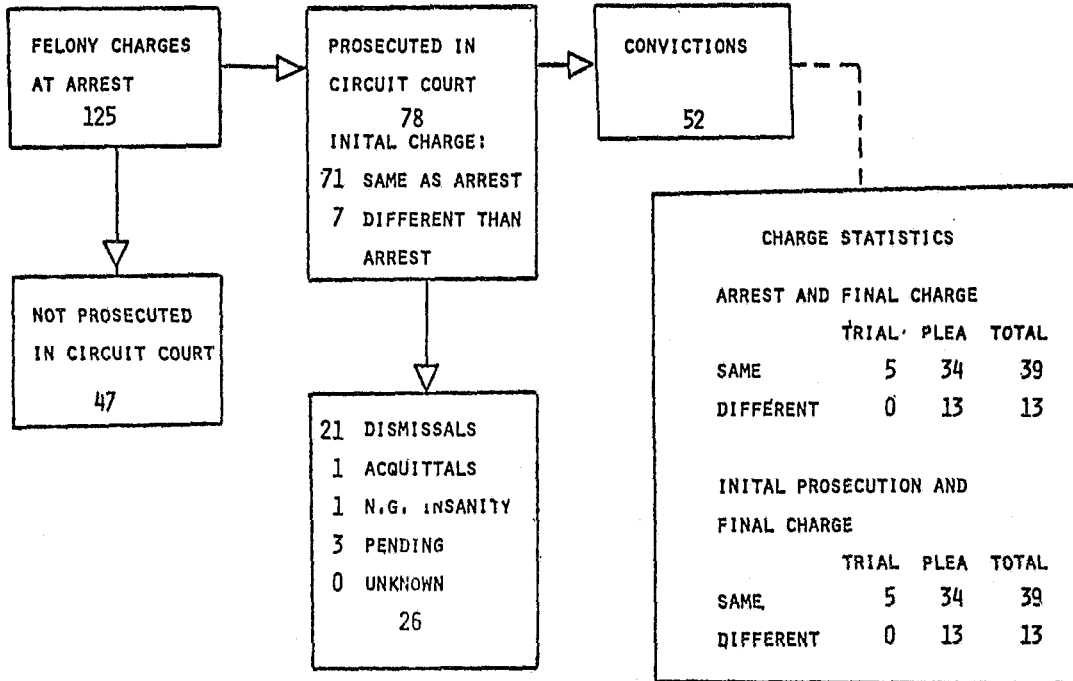 FELONY CHARGES
AT ARREST
125
PROSECUTED IN
CIRCUIT COURT
78
INITAL CHARGE:
71 SAME AS ARREST
7 DIFFERENT THAN
ARREST
CONVICTIONS
52
NOT PROSECUTED
IN CIRCUIT COURT
47
21 DISMISSALS
1 ACQUITTALS
1 N.G. INSANITY
3 PENDING
0 UNKNOWN
26
CHARGE STATISTICS
ARREST AND FINAL CHARGE
TRIAL PLEA TOTAL
SAME 5 34 39
DIFFERENT 0 13 13
INITAL PROSECUTION AND
FINAL CHARGE
TRIAL PLEA TOTAL
SAME 5 34 39
DIFFERENT 0 13 13